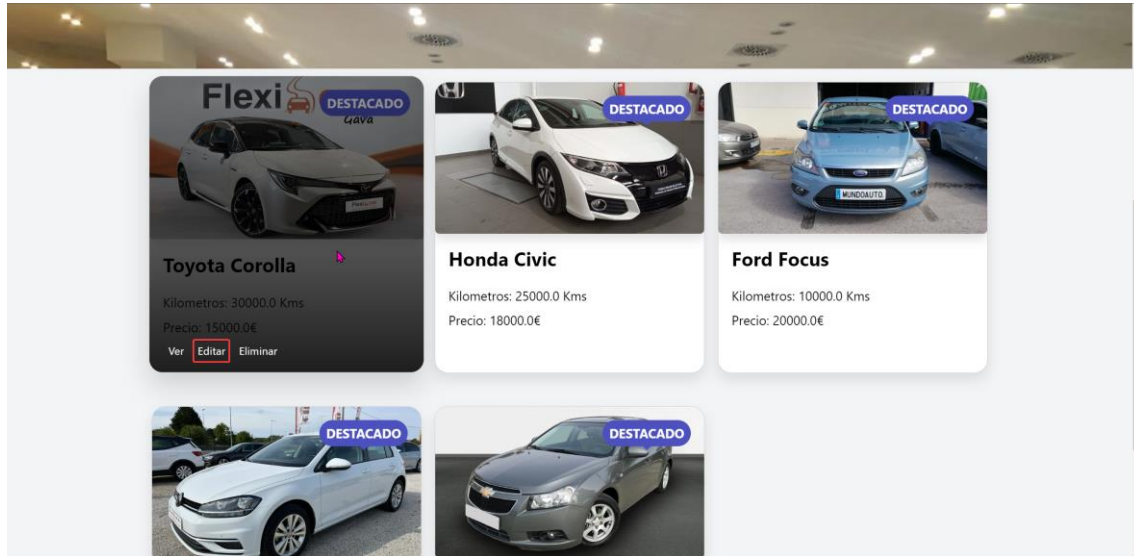 Flexi
DESTACADO
Gava
Toyota Corolla
Kilometros: 30000.0 Kms
Precio: 15000.0€
Ver Editar Eliminar
DESTACADO
Honda Civic
Kilometros: 25000.0 Kms
Precio: 18000.0€
DESTACADO
MUNDOAUTO
Ford Focus
Kilometros: 10000.0 Kms
Precio: 20000.0€
DESTACADO
DESTACADO